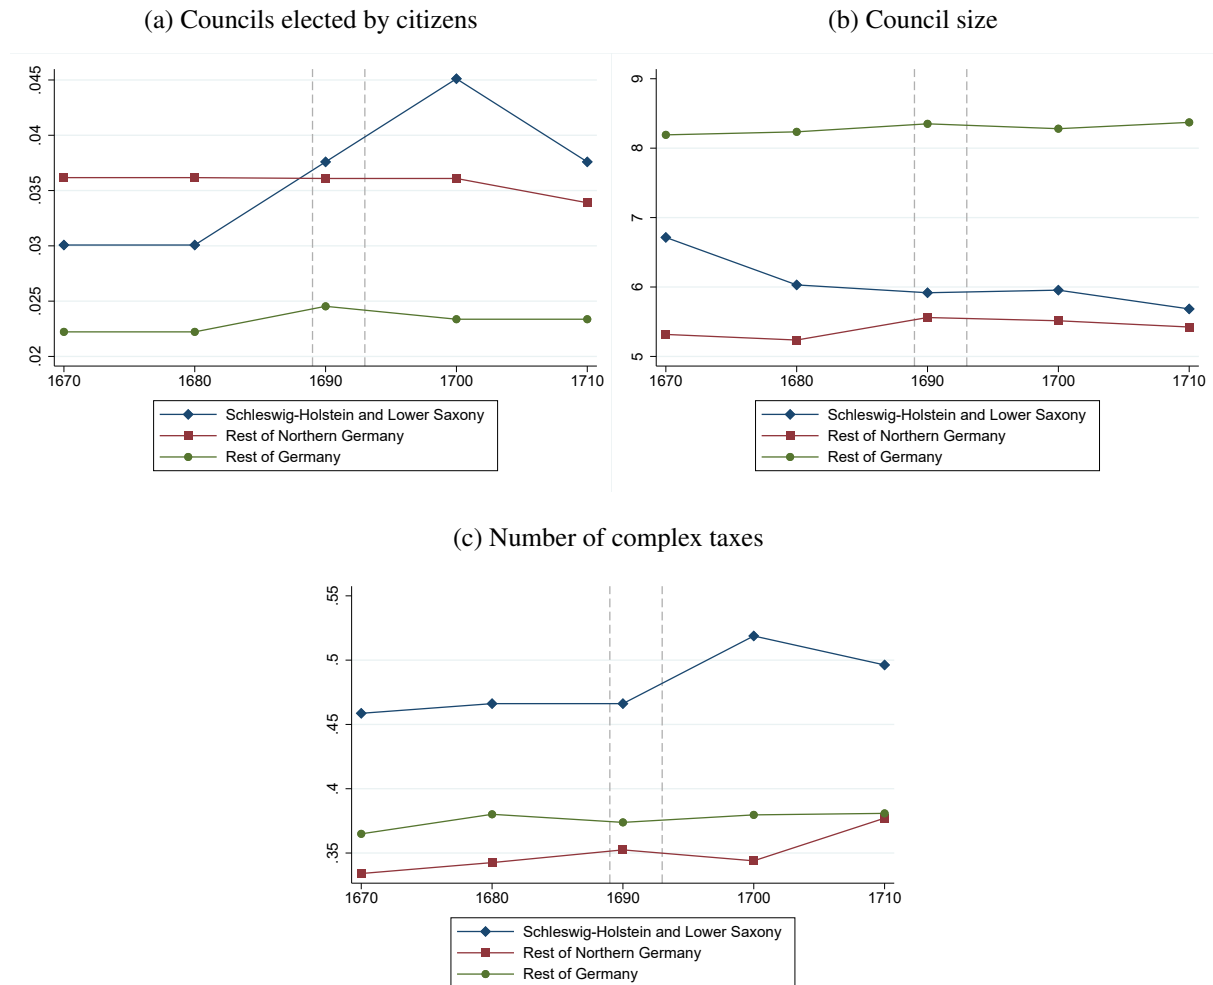 (a) Councils elected by citizens
.045
.04
.035
.03
.025
.02
1670 1680 1690 1700 1710
Schleswig-Holstein and Lower Saxony
Rest of Northern Germany
Rest of Germany
(b) Council size
9
8
7
6
5
1670 1680 1690 1700 1710
Schleswig-Holstein and Lower Saxony
Rest of Northern Germany
Rest of Germany
(c) Number of complex taxes
.55
.5
.45
.4
.35
1670 1680 1690 1700 1710
Schleswig-Holstein and Lower Saxony
Rest of Northern Germany
Rest of Germany